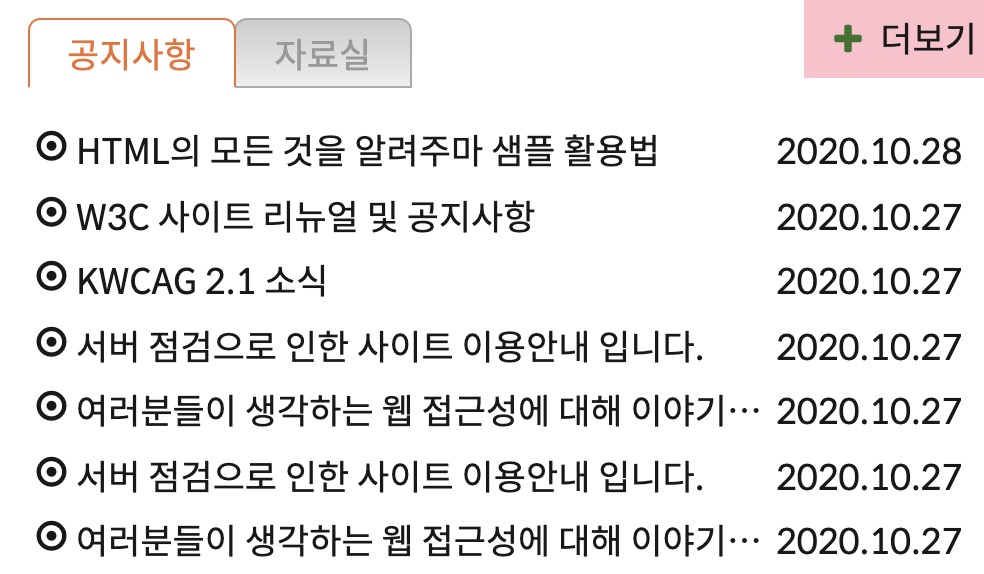 공지사항 자료실 더보기
HTML의 모든 것을 알려주마 샘플 활용법 2020.10.28
W3C 사이트 리뉴얼 및 공지사항 2020.10.27
KWCAG 2.1 소식 2020.10.27
서버 점검으로 인한 사이트 이용안내 입니다. 2020.10.27
여러분들이 생각하는 웹 접근성에 대해 이야기… 2020.10.27
서버 점검으로 인한 사이트 이용안내 입니다. 2020.10.27
여러분들이 생각하는 웹 접근성에 대해 이야기… 2020.10.27